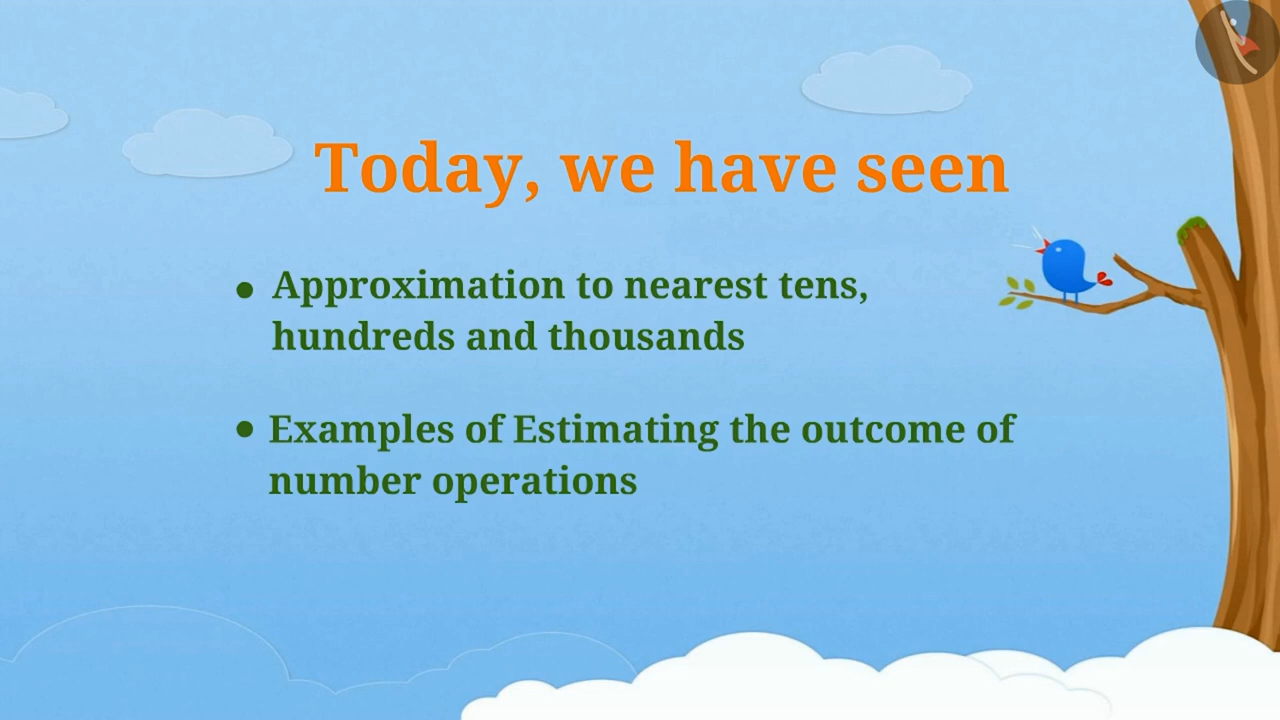 Today, we have seen
• Approximation to nearest tens,
hundreds and thousands
• Examples of Estimating the outcome of
number operations